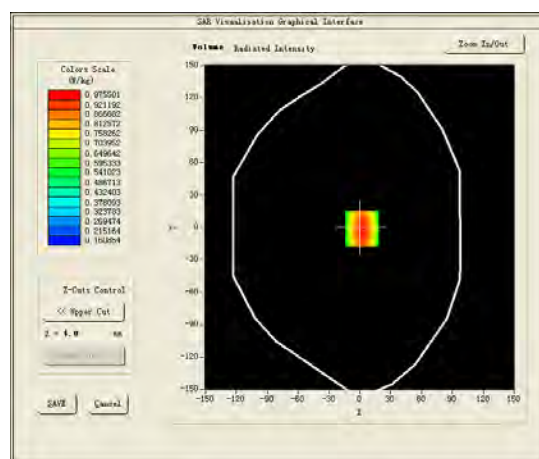 SAR Visualisation Graphical Interface
Volume Radiated Intensity
Zoom In/Out
Colors Scale
(W/kg)
0.975501
0.921192
0.866882
0.812572
0.758262
0.703952
0.649642
0.595333
0.541023
0.486713
0.432403
0.378093
0.323783
0.269474
0.215164
0.160854
150
120
90
60
30
0
-30
-60
-90
-120
-150
Y
-150 -120 -90 -60 -30 0 30 60 90 120 150
X
Z-Cuts Control
<< Upper Cut
Z = 4.0 mm
SAVE Cancel